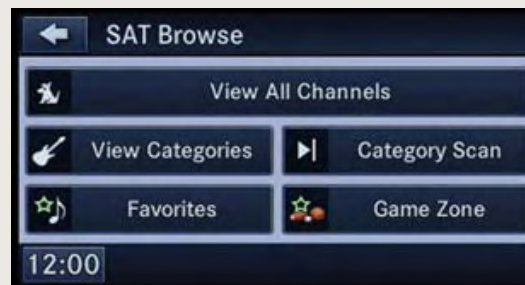 SAT Browse
View All Channels
View Categories
Category Scan
Favorites
Game Zone
12:00